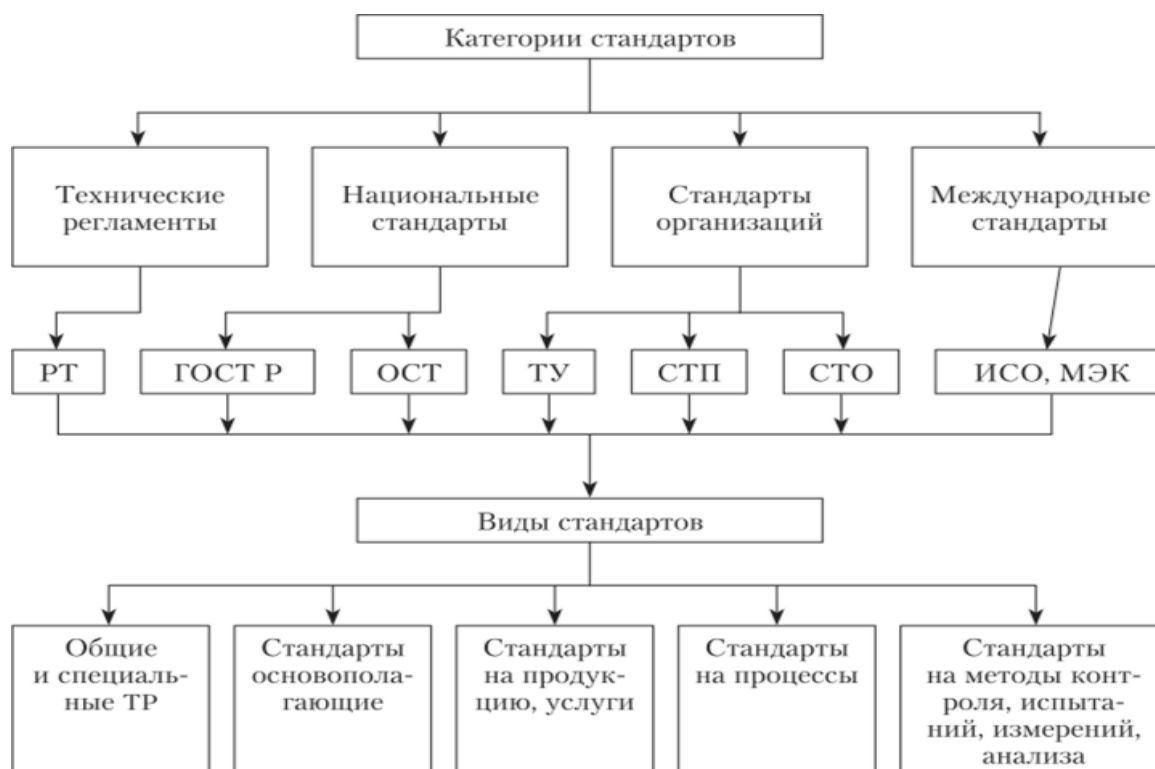 Категории стандартов
Технические
регламенты
Национальные
стандарты
Стандарты
организаций
Международные
стандарты
РТ
ГОСТ Р
ОСТ
ТУ
СТП
СТО
ИСО, МЭК
Виды стандартов
Общие
и специаль-
ные ТР
Стандарты
основопола-
гающие
Стандарты
на продук-
цию, услуги
Стандарты
на процессы
Стандарты
на методы конт-
роля, испыта-
ний, измерений,
анализа